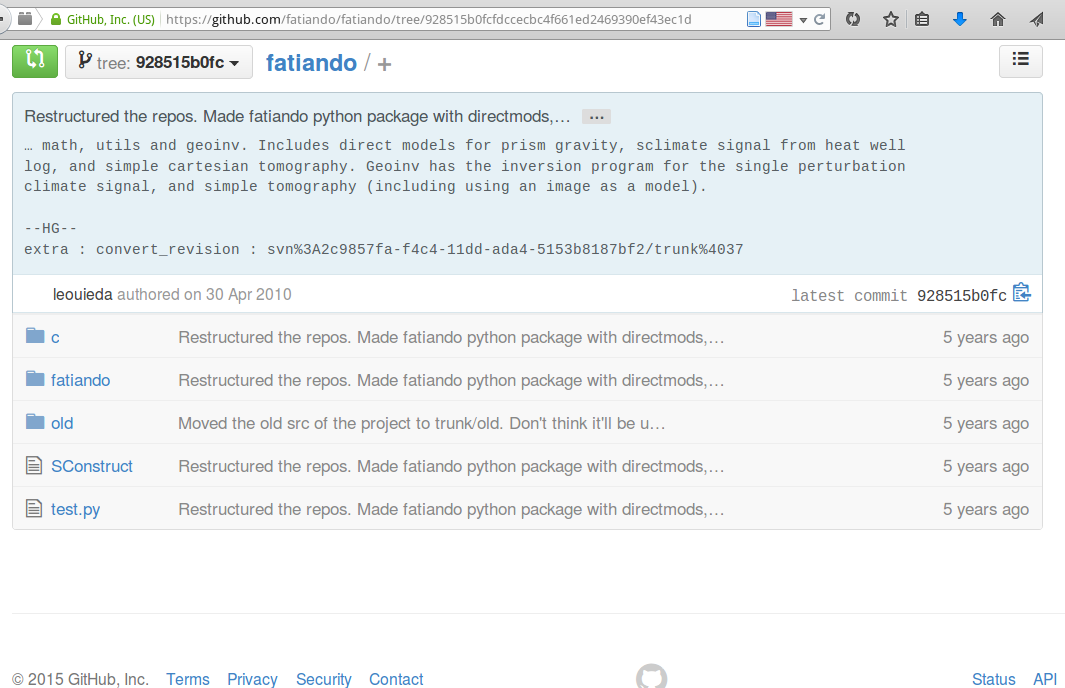 GitHub, Inc. (US) https://github.com/fatiando/fatiando/tree/928515b0fcfdccecbc4f661ed2469390ef43ec1d
tree: 928515b0fc fatiando / +
Restructured the repos. Made fatiando python package with directmods,… …
… math, utils and geoinv. Includes direct models for prism gravity, sclimate signal from heat well
log, and simple cartesian tomography. Geoinv has the inversion program for the single perturbation
climate signal, and simple tomography (including using an image as a model).
--HG--
extra : convert_revision : svn%3A2c9857fa-f4c4-11dd-ada4-5153b8187bf2/trunk%4037
leouieda authored on 30 Apr 2010 latest commit 928515b0fc
c Restructured the repos. Made fatiando python package with directmods,… 5 years ago
fatiando Restructured the repos. Made fatiando python package with directmods,… 5 years ago
old Moved the old src of the project to trunk/old. Don't think it'll be u… 5 years ago
SConstruct Restructured the repos. Made fatiando python package with directmods,… 5 years ago
test.py Restructured the repos. Made fatiando python package with directmods,… 5 years ago
© 2015 GitHub, Inc. Terms Privacy Security Contact Status API